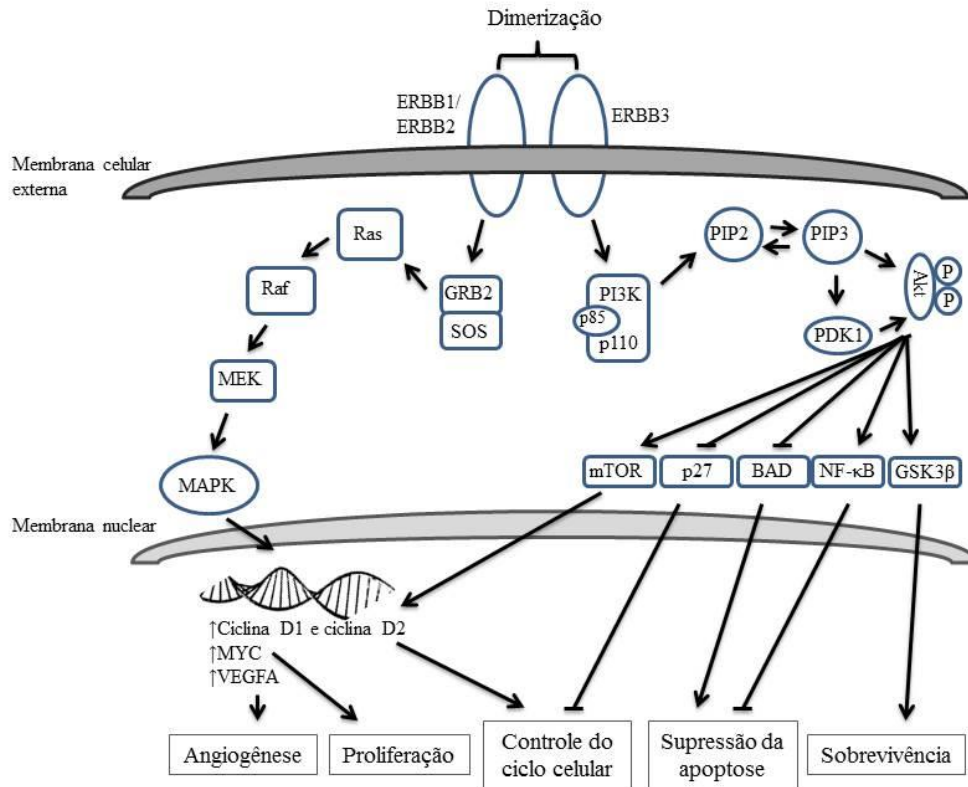 Dimerização
ERBB1/
ERBB2
ERBB3
Membrana celular
externa
Ras
PIP2
PIP3
Akt
P
P
Raf
GRB2
SOS
PI3K
p85
p110
PDK1
MEK
MAPK
mTOR
p27
BAD
NF-κB
GSK3β
Membrana nuclear
↑Ciclina D1 e ciclina D2
↑MYC
↑VEGFA
Angiogênese
Proliferação
Controle do
ciclo celular
Supressão da
apoptose
Sobrevivência